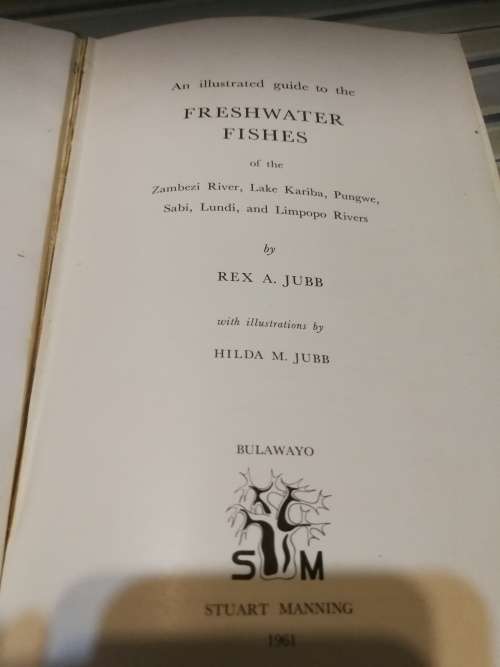 An illustrated guide to the
FRESHWATER
FISHES
of the
Zambezi River, Lake Kariba, Pungwe,
Sabi, Lundi, and Limpopo Rivers
by
REX A. JUBB
with illustrations by
HILDA M. JUBB
BULAWAYO
S M
STUART MANNING
1961